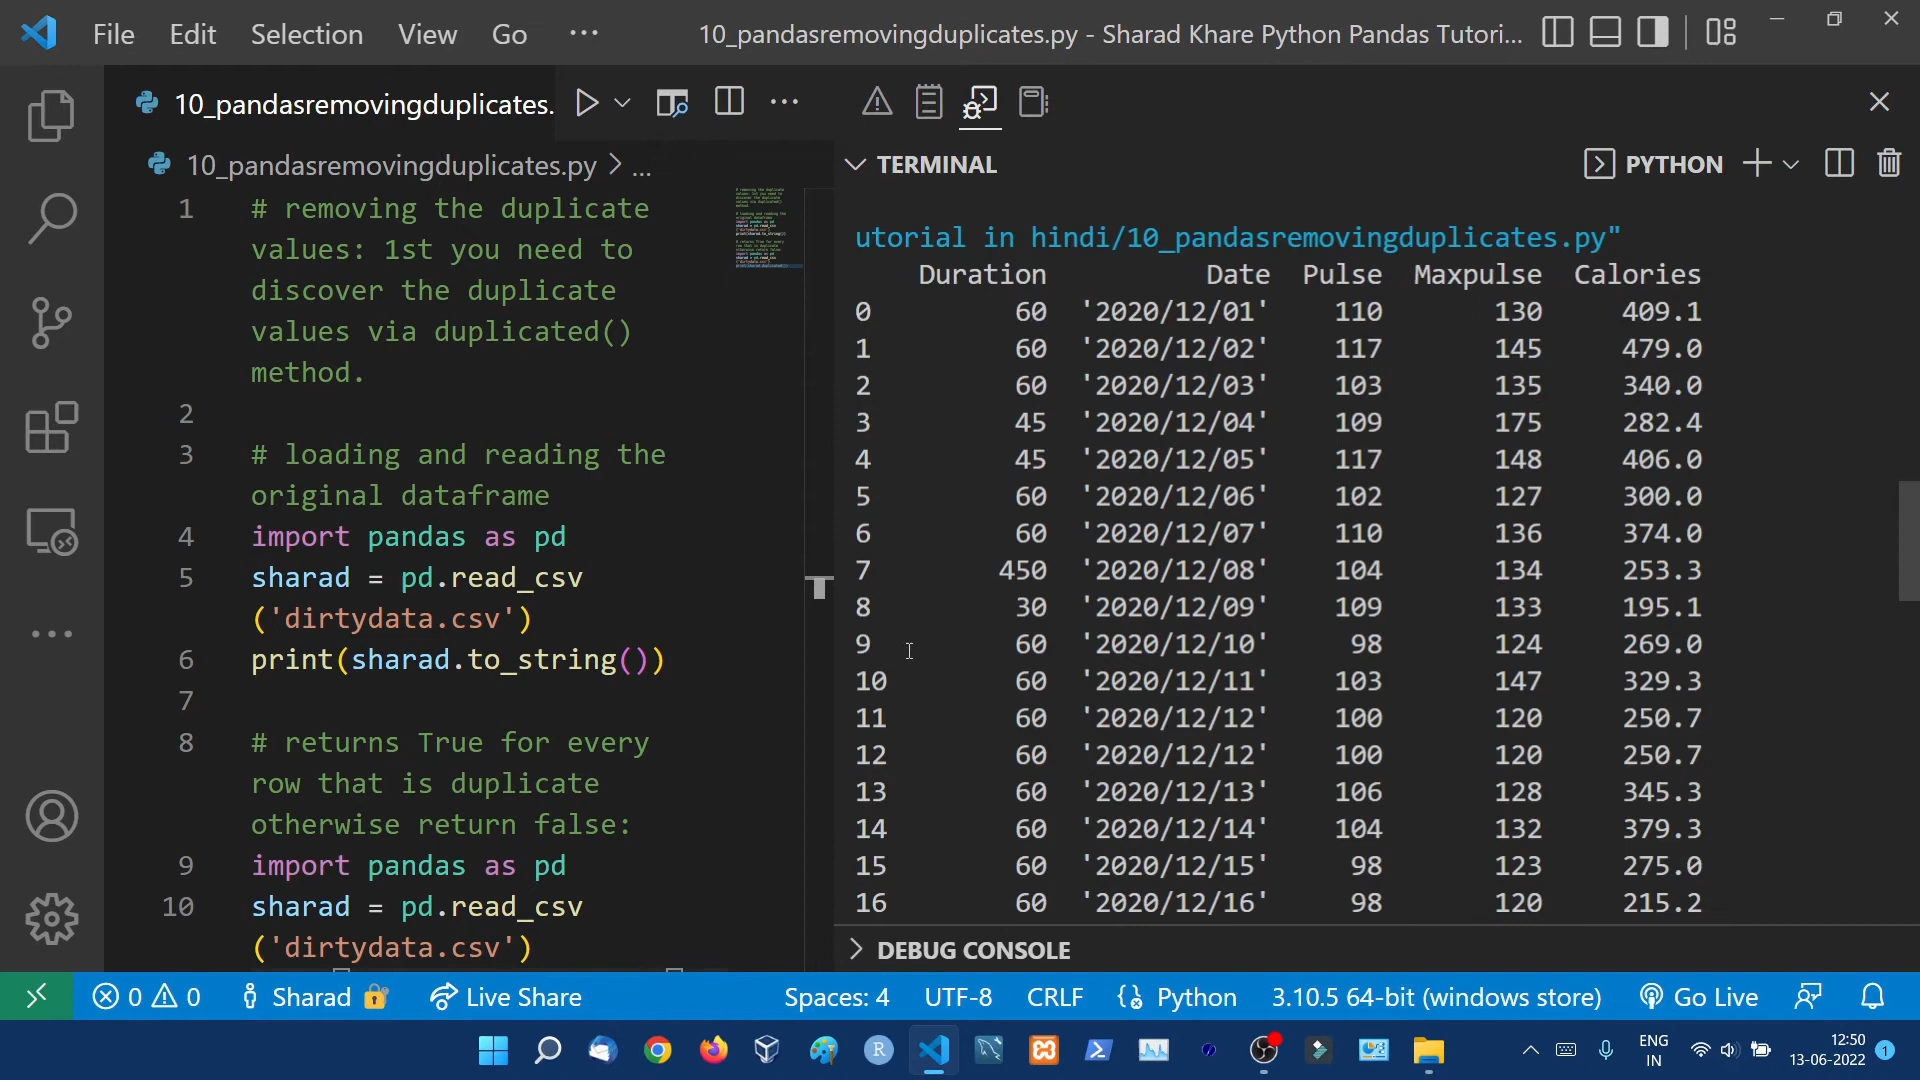 File Edit Selection View Go ··· 10_pandasremovingduplicates.py - Sharad Khare Python Pandas Tutori...
10_pandasremovingduplicates.
10_pandasremovingduplicates.py > ...
1 # removing the duplicate
values: 1st you need to
discover the duplicate
values via duplicated()
method.
2
3 # loading and reading the
original dataframe
4 import pandas as pd
5 sharad = pd.read_csv
('dirtydata.csv')
6 print(sharad.to_string())
7
8 # returns True for every
row that is duplicate
otherwise return false:
9 import pandas as pd
10 sharad = pd.read_csv
('dirtydata.csv')
TERMINAL PYTHON
utorial in hindi/10_pandasremovingduplicates.py"
Duration Date Pulse Maxpulse Calories
0 60 '2020/12/01' 110 130 409.1
1 60 '2020/12/02' 117 145 479.0
2 60 '2020/12/03' 103 135 340.0
3 45 '2020/12/04' 109 175 282.4
4 45 '2020/12/05' 117 148 406.0
5 60 '2020/12/06' 102 127 300.0
6 60 '2020/12/07' 110 136 374.0
7 450 '2020/12/08' 104 134 253.3
8 30 '2020/12/09' 109 133 195.1
9 60 '2020/12/10' 98 124 269.0
10 60 '2020/12/11' 103 147 329.3
11 60 '2020/12/12' 100 120 250.7
12 60 '2020/12/12' 100 120 250.7
13 60 '2020/12/13' 106 128 345.3
14 60 '2020/12/14' 104 132 379.3
15 60 '2020/12/15' 98 123 275.0
16 60 '2020/12/16' 98 120 215.2
DEBUG CONSOLE
0 0 Sharad Live Share Spaces: 4 UTF-8 CRLF Python 3.10.5 64-bit (windows store) Go Live
ENG
IN
12:50
13-06-2022
1